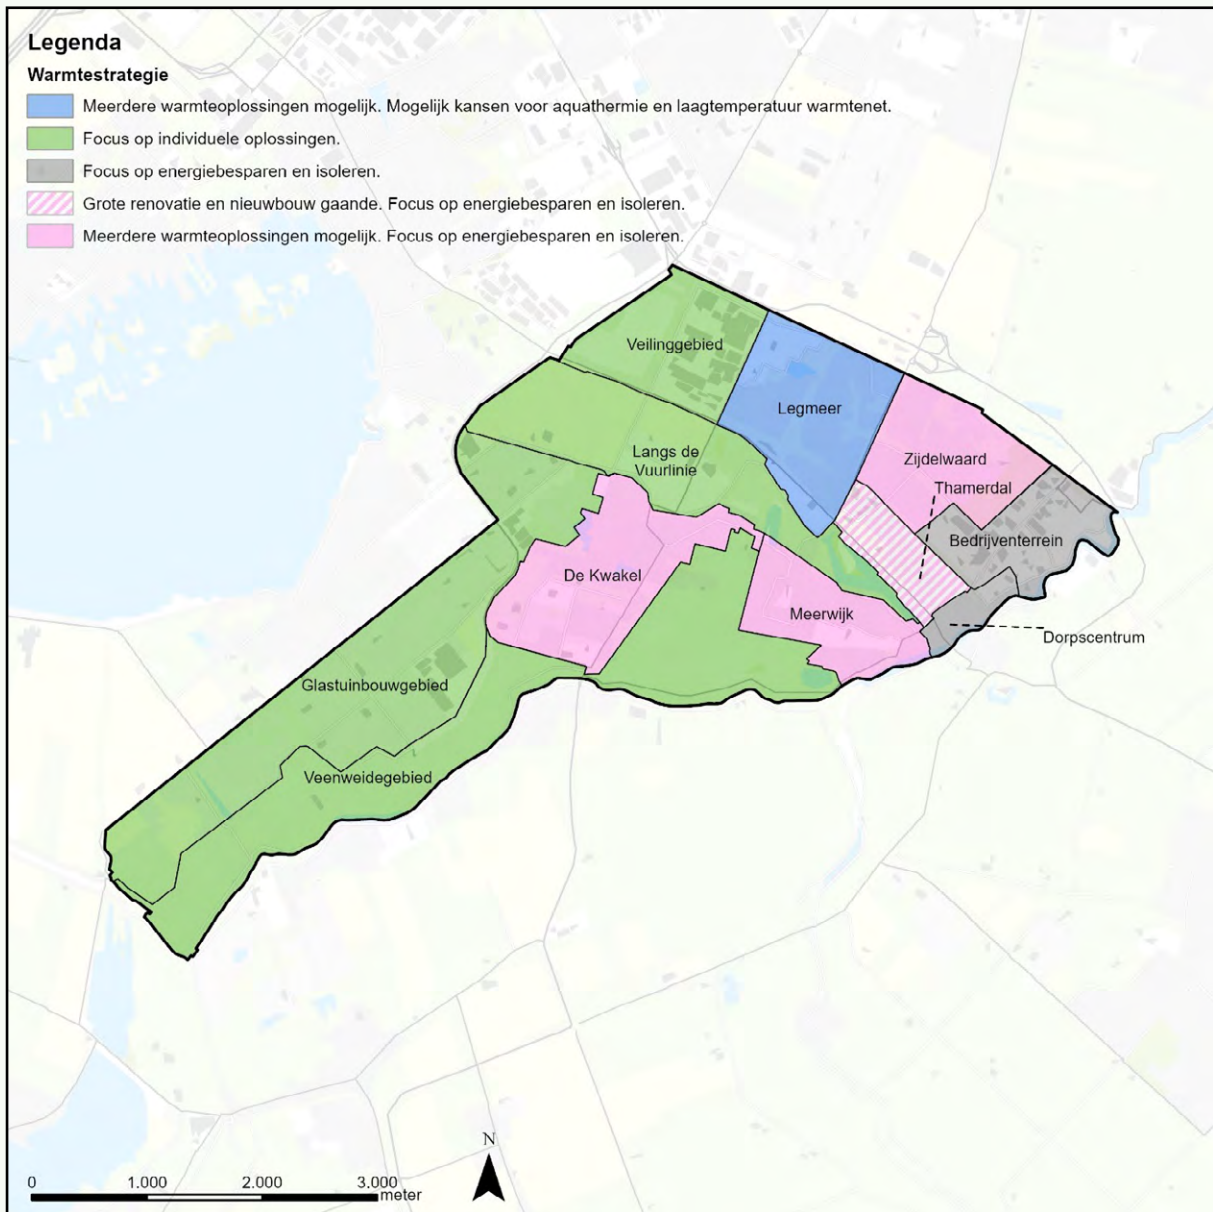 Legenda
Warmtestrategie
Meerdere warmteoplossingen mogelijk. Mogelijk kansen voor aquathermie en laagtemperatuur warmtenet.
Focus op individuele oplossingen.
Focus op energiebesparen en isoleren.
Grote renovatie en nieuwbouw gaande. Focus op energiebesparen en isoleren.
Meerdere warmteoplossingen mogelijk. Focus op energiebesparen en isoleren.
Veilinggebied
Legmeer
Langs de
Vuurlinie
Zijdelwaard
Thamerdal
Bedrijventerrein
De Kwakel
Meerwijk
Dorpscentrum
Glastuinbouwgebied
Veenweidegebied
N
0 1.000 2.000 3.000
meter